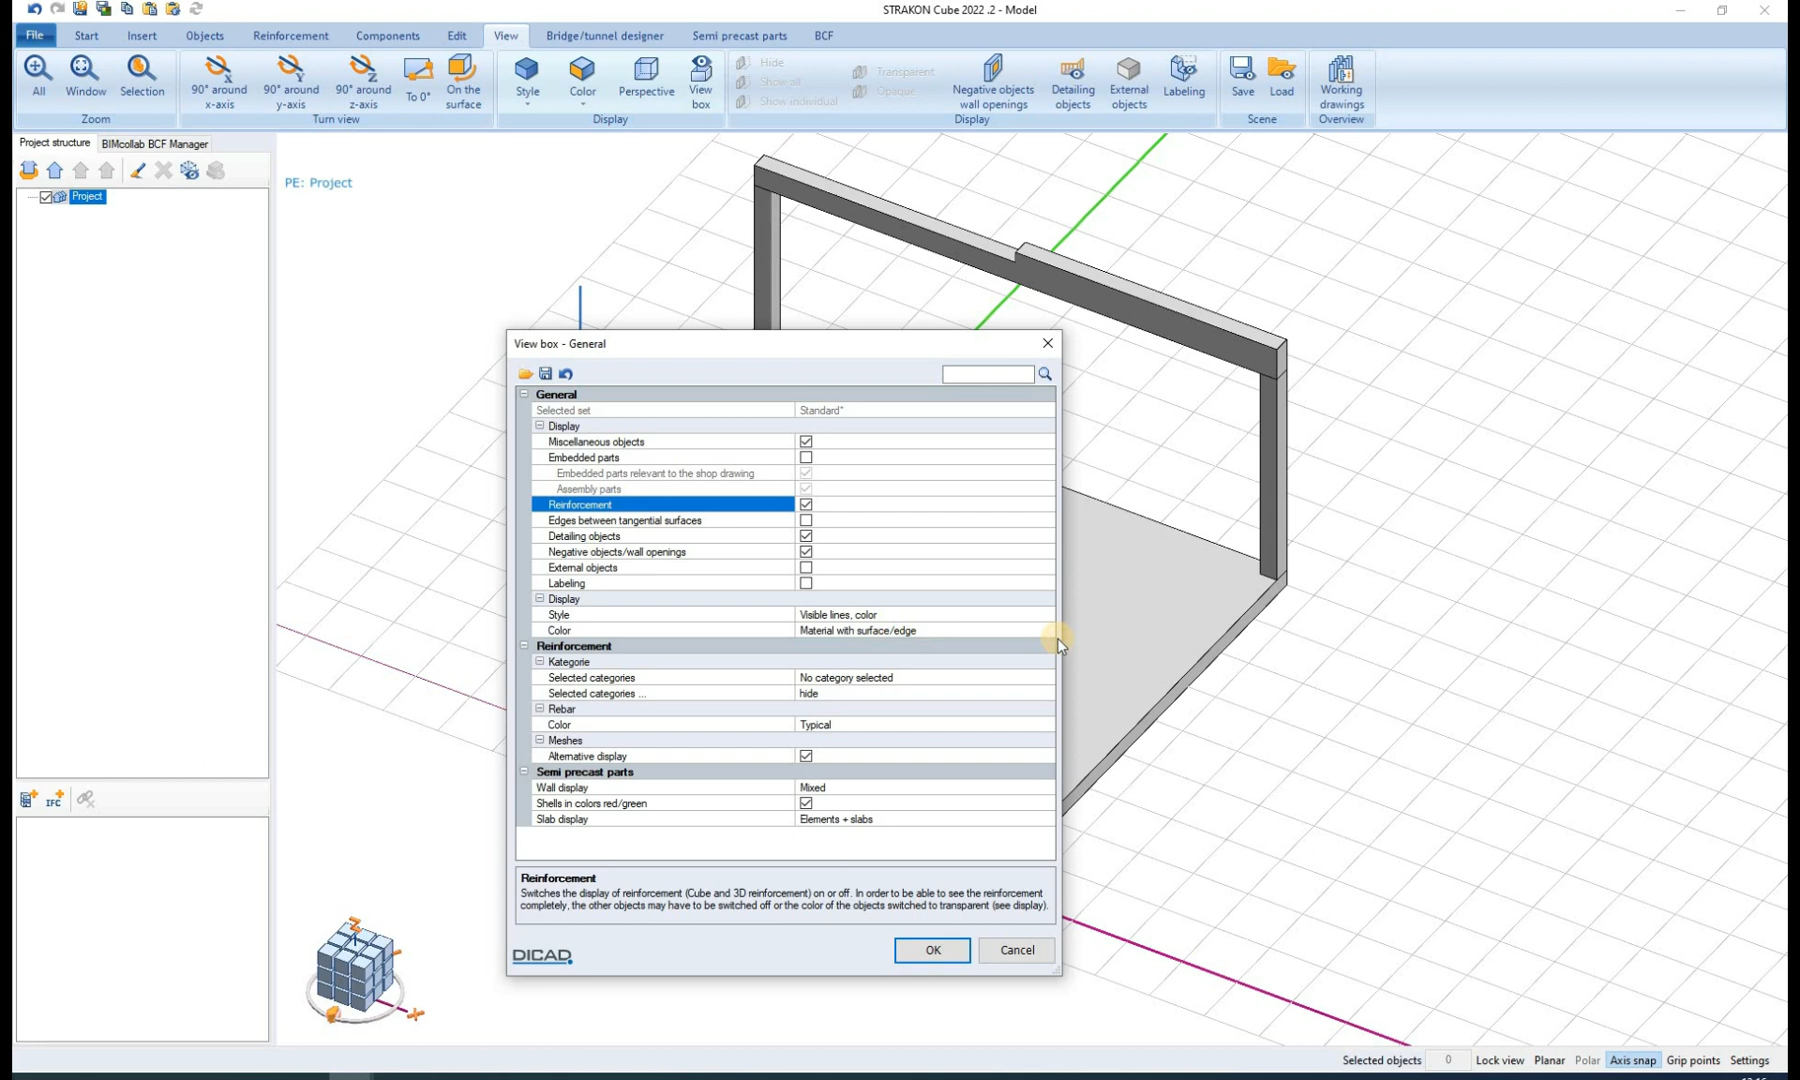 STRAKON Cube 2022 .2 - Model
File Start Insert Objects Reinforcement Components Edit View Bridge/tunnel designer Semi precast parts BCF
All Window Selection
Zoom
90° around x-axis 90° around y-axis 90° around z-axis To 0° On the surface
Turn view
Style Color Perspective View box
Display
Hide
Show all
Show individual
Transparent
Opaque
Negative objects wall openings Detailing objects External objects Labeling
Display
Save Load
Scene
Working drawings
Overview
Project structure BIMcollab BCF Manager
Project
PE: Project
IFC
View box - General
General
Selected set Standard*
Display
Miscellaneous objects
Embedded parts
Embedded parts relevant to the shop drawing
Assembly parts
Reinforcement
Edges between tangential surfaces
Detailing objects
Negative objects/wall openings
External objects
Labeling
Display
Style Visible lines, color
Color Material with surface/edge
Reinforcement
Kategorie
Selected categories No category selected
Selected categories ... hide
Rebar
Color Typical
Meshes
Alternative display
Semi precast parts
Wall display Mixed
Shells in colors red/green
Slab display Elements + slabs
Reinforcement
Switches the display of reinforcement (Cube and 3D reinforcement) on or off. In order to be able to see the reinforcement
completely, the other objects may have to be switched off or the color of the objects switched to transparent (see display).
DICAD OK Cancel
Z
Selected objects 0 Lock view Planar Polar Axis snap Grip points Settings